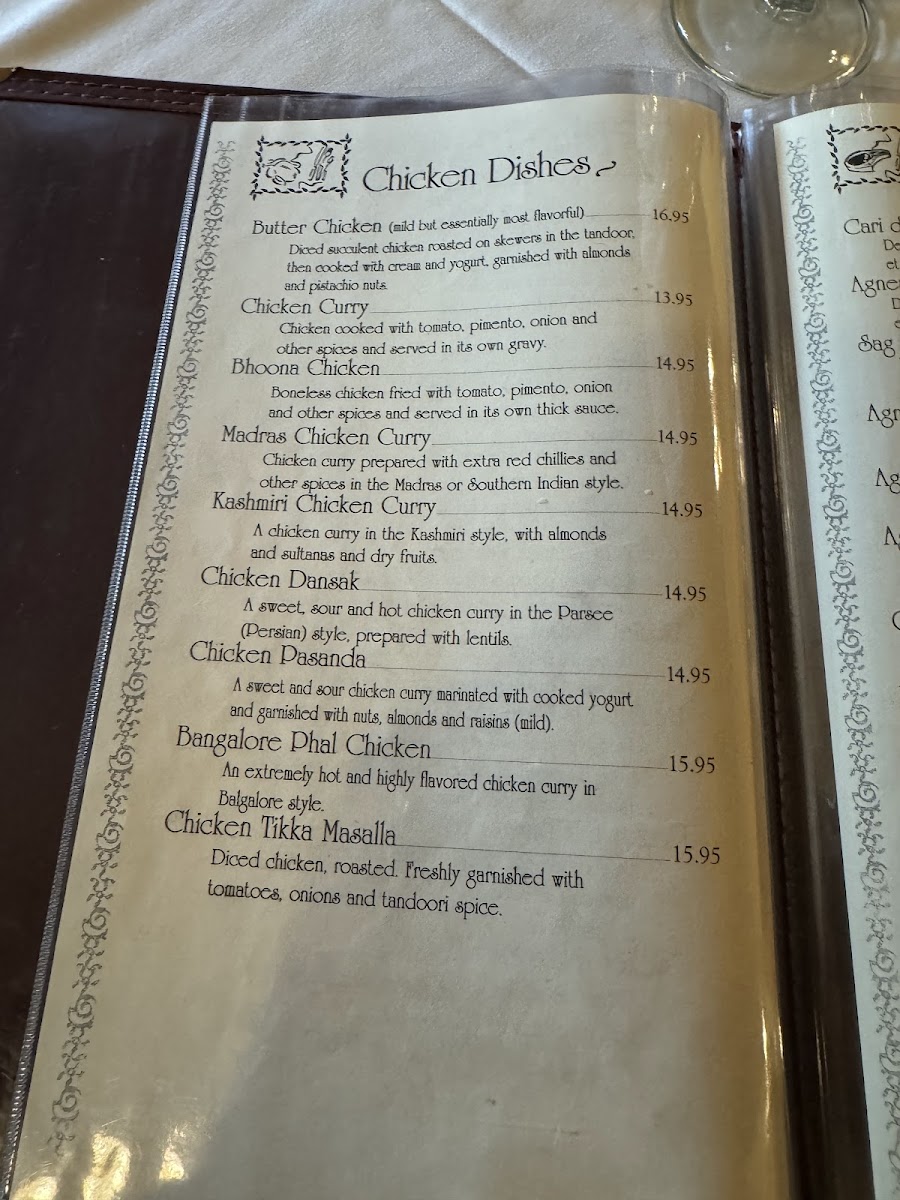 Chicken Dishes
Butter Chicken (mild but essentially most flavorful) 16.95
Diced succulent chicken roasted on skewers in the tandoor,
then cooked with cream and yogurt, garnished with almonds
and pistachio nuts.
Chicken Curry 13.95
Chicken cooked with tomato, pimento, onion and
other spices and served in its own gravy.
Bhoona Chicken 14.95
Boneless chicken fried with tomato, pimento, onion
and other spices and served in its own thick sauce.
Madras Chicken Curry 14.95
Chicken curry prepared with extra red chillies and
other spices in the Madras or Southern Indian style.
Kashmiri Chicken Curry 14.95
A chicken curry in the Kashmiri style, with almonds
and sultanas and dry fruits.
Chicken Dansak 14.95
A sweet, sour and hot chicken curry in the Parsee
(Persian) style, prepared with lentils.
Chicken Pasanda 14.95
A sweet and sour chicken curry marinated with cooked yogurt
and garnished with nuts, almonds and raisins (mild).
Bangalore Phal Chicken 15.95
An extremely hot and highly flavored chicken curry in
Balgalore style.
Chicken Tikka Masalla 15.95
Diced chicken, roasted. Freshly garnished with
tomatoes, onions and tandoori spice.
Cari
et
Sag